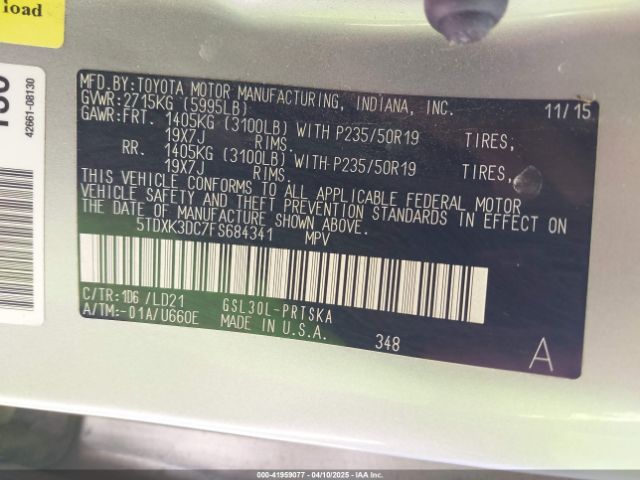 load
42661-08130
MFD.BY:TOYOTA MOTOR MANUFACTURING, INDIANA, INC. 11/15
GVWR:2715KG (5995LB)
GAWR:FRT. 1405KG (3100LB) WITH P235/50R19 TIRES,
19X7J RIMS.
RR. 1405KG (3100LB) WITH P235/50R19 TIRES,
19X7J RIMS.
THIS VEHICLE CONFORMS TO ALL APPLICABLE FEDERAL MOTOR
VEHICLE SAFETY AND THEFT PREVENTION STANDARDS IN EFFECT ON
THE DATE OF MANUFACTURE SHOWN ABOVE.
5TDXK3DC7FS684341 MPV
C/TR:1D6 /LD21 GSL30L-PRTSKA
A/TM:-01A/U660E MADE IN U.S.A.
348
A
000-41959077 - 04/10/2025 - IAA Inc.